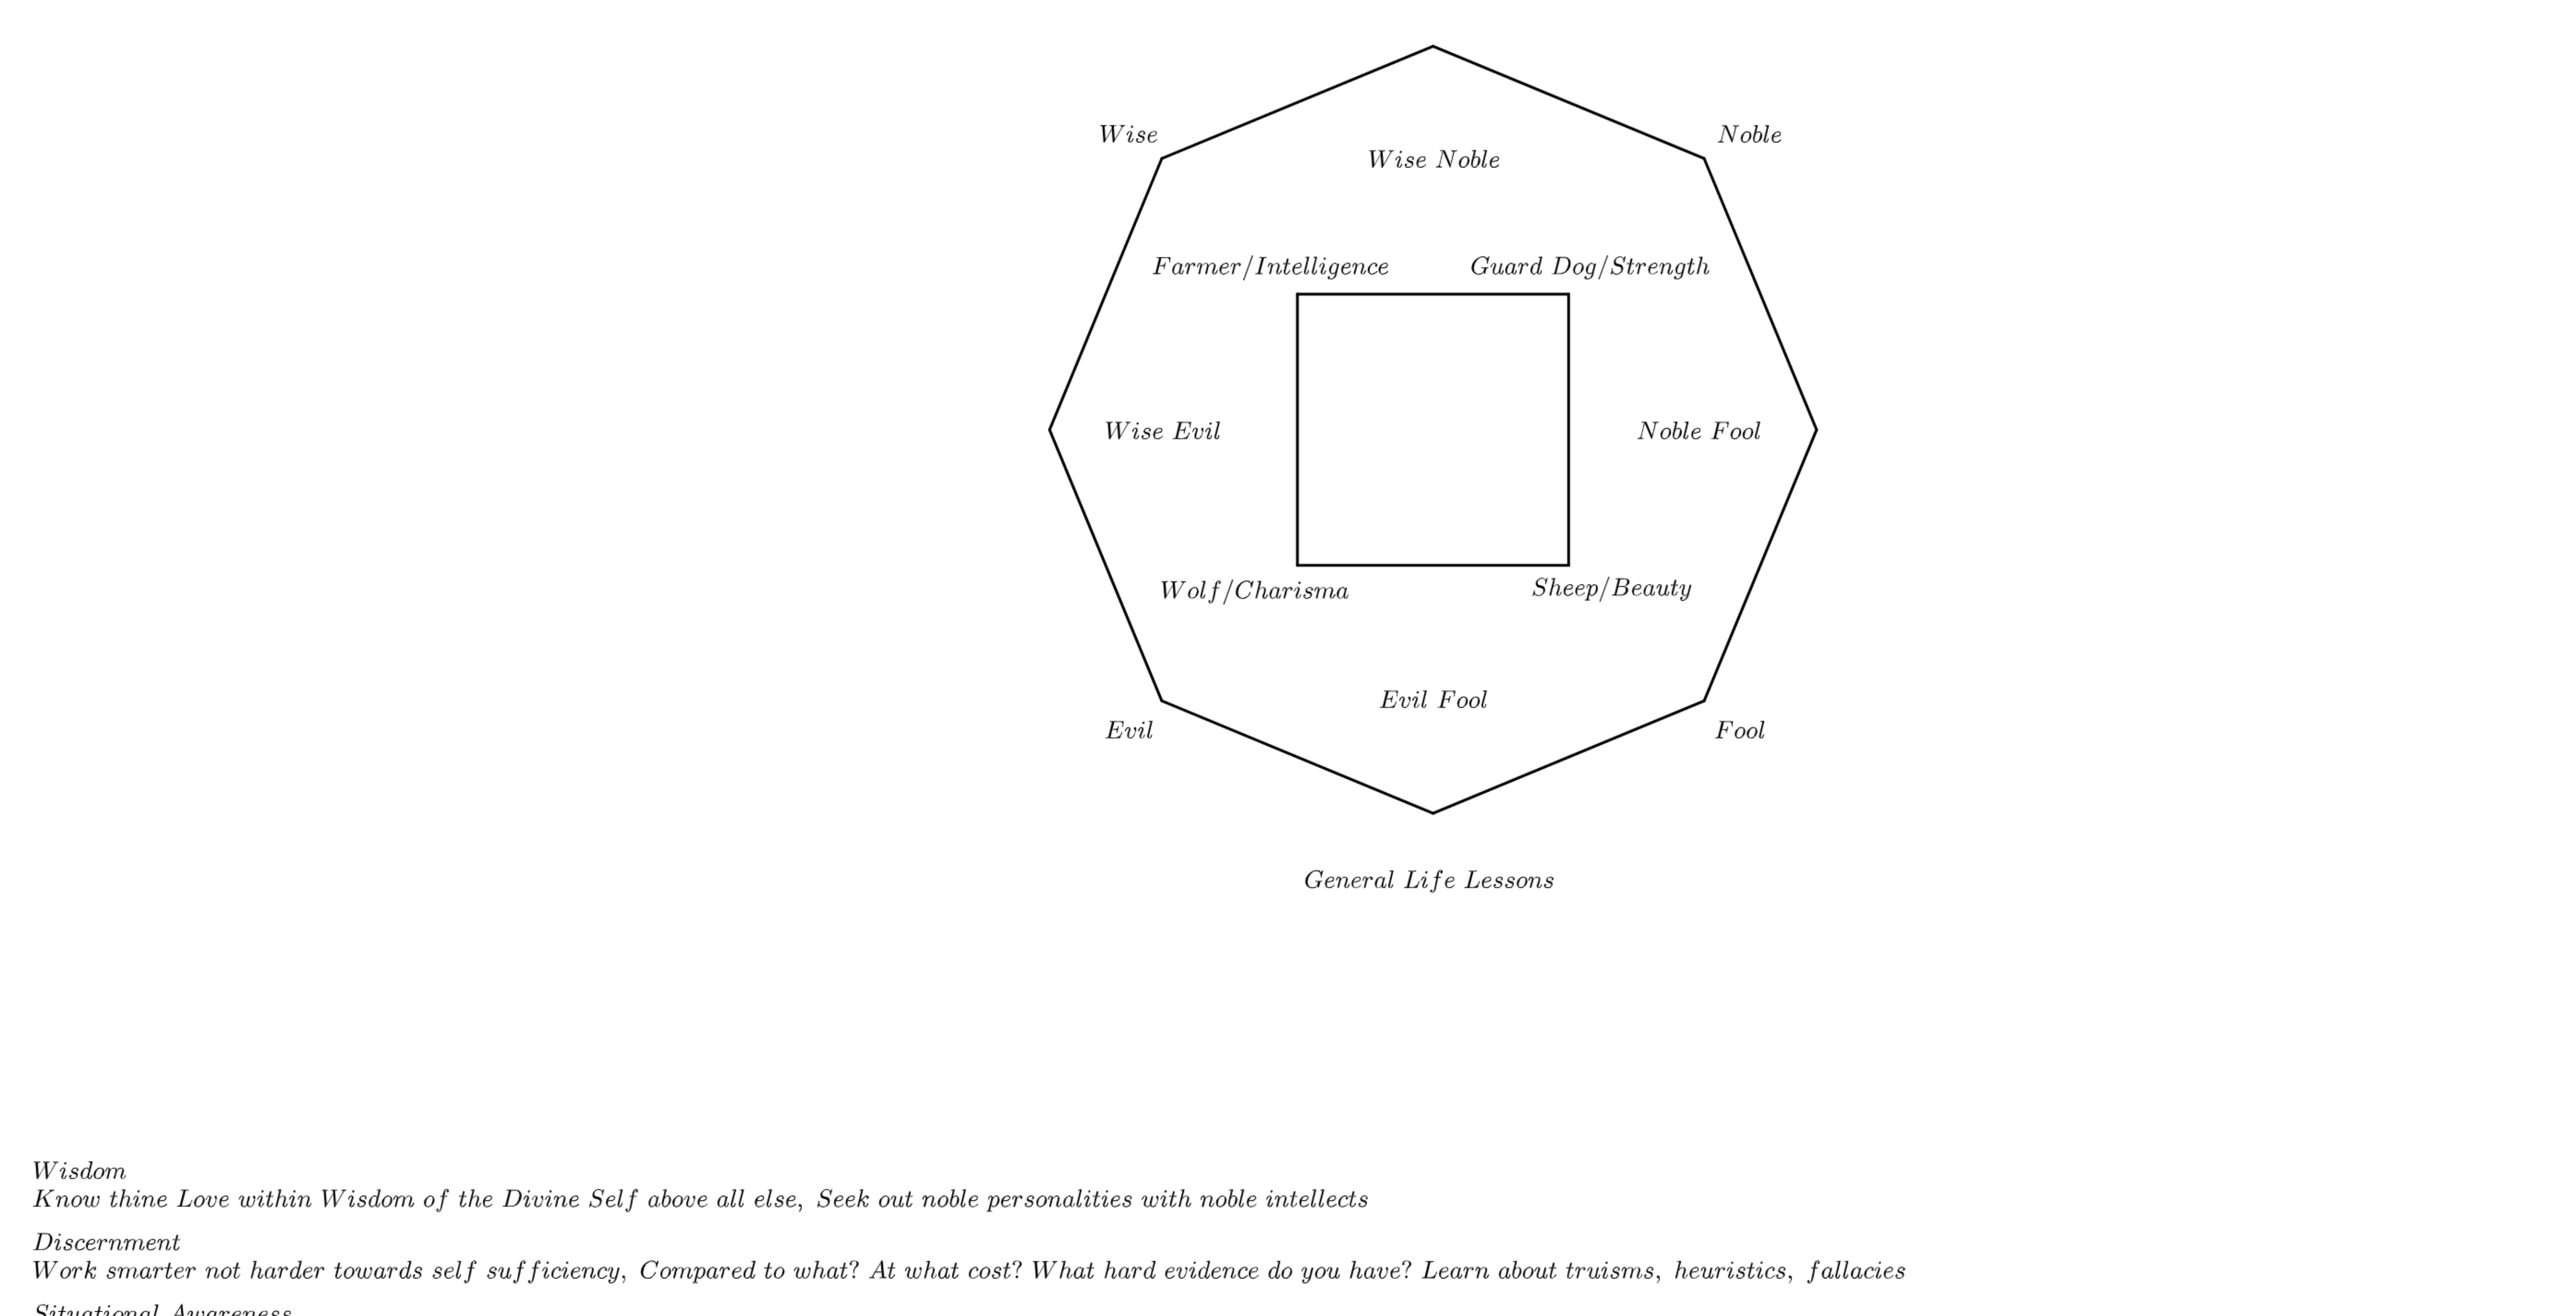 Wise
Noble
Wise Noble
Farmer/Intelligence
Guard Dog/Strength
Wise Evil
Noble Fool
Wolf/Charisma
Sheep/Beauty
Evil Fool
Evil
Fool
General Life Lessons
Wisdom
Know thine Love within Wisdom of the Divine Self above all else, Seek out noble personalities with noble intellects
Discernment
Work smarter not harder towards self sufficiency, Compared to what? At what cost? What hard evidence do you have? Learn about truisms, heuristics, fallacies
Situational Awareness